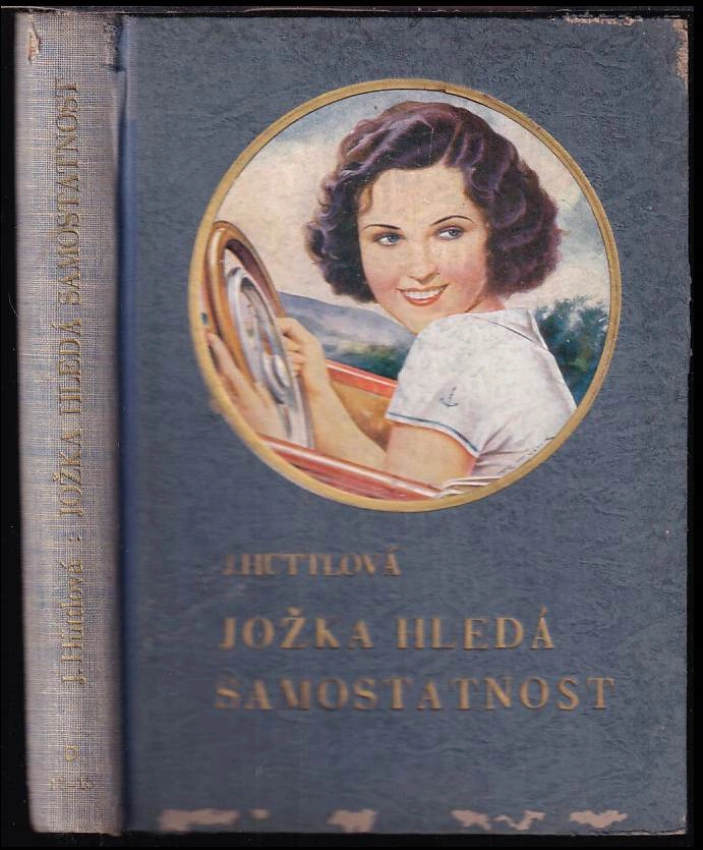 J. Hüttlová : JOŽKA HLEDÁ SAMOSTATNOST
J. HÜTTLOVÁ
JOŽKA HLEDÁ
SAMOSTATNOST